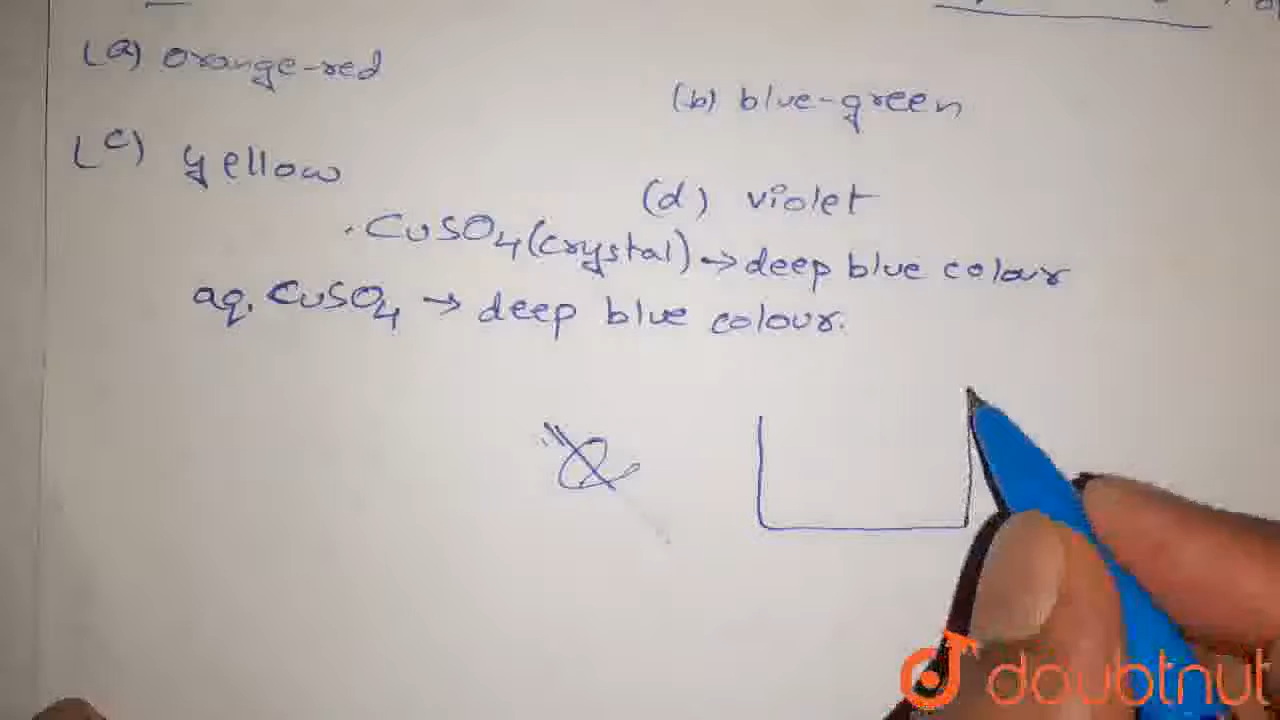 (a) orange-red
(b) blue-green
(c) yellow
(d) violet
CuSO4 (crystal) → deep blue colour
aq. CuSO4 → deep blue colour.
doubtnut